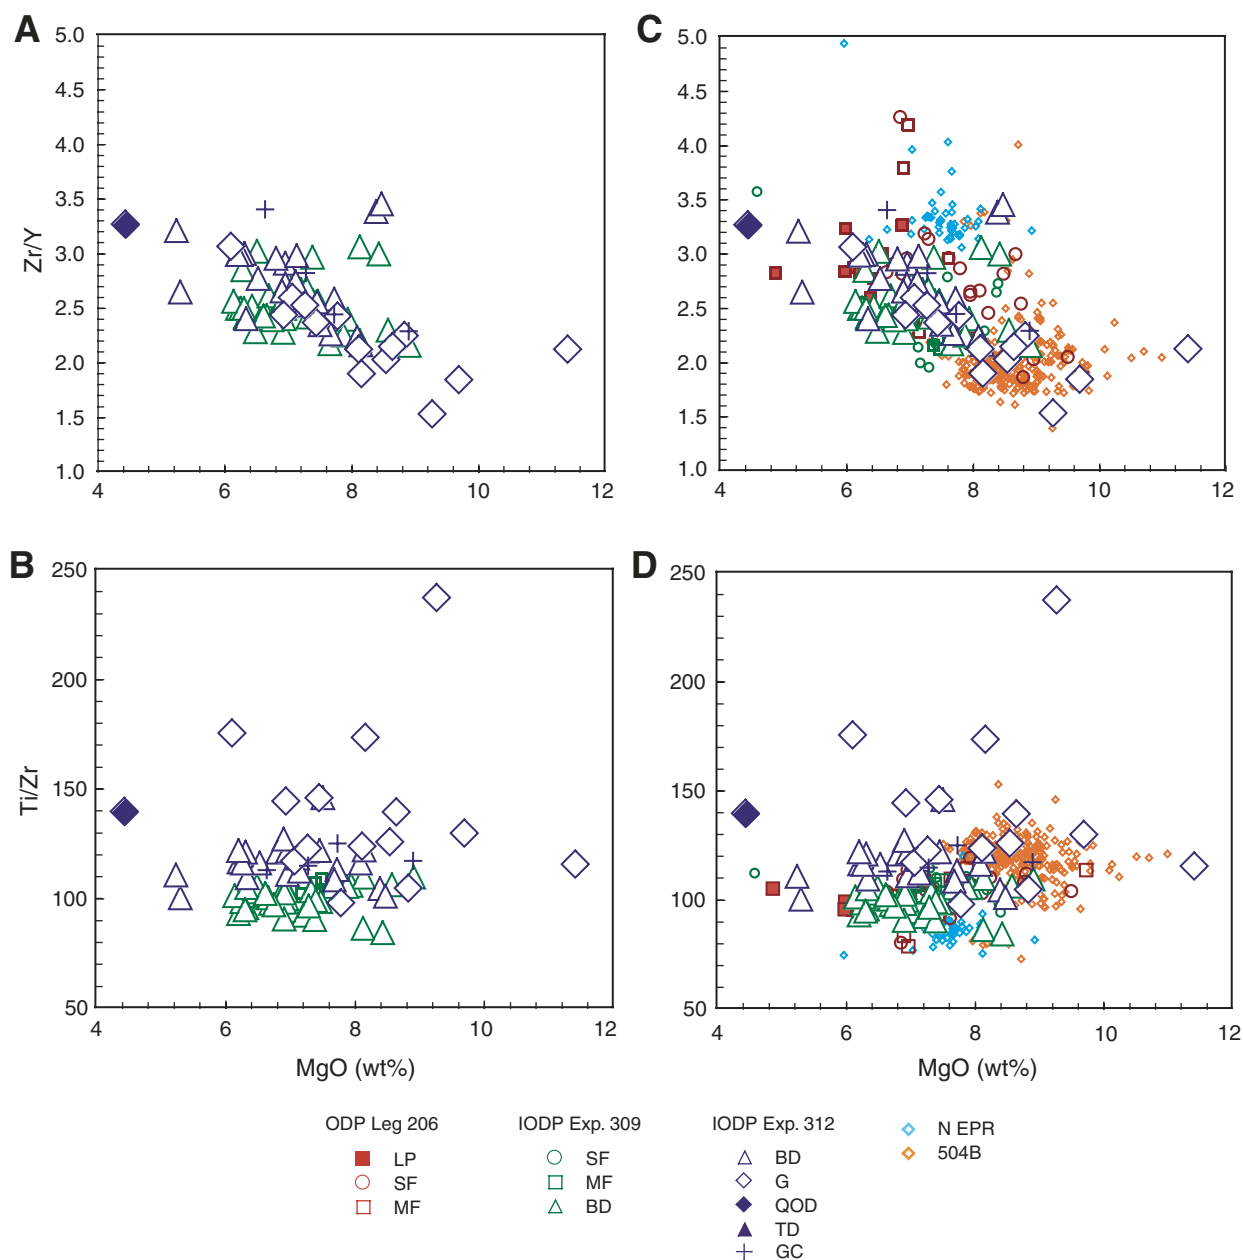 A
5.0
4.5
4.0
3.5
3.0
2.5
2.0
1.5
1.0
Zr/Y
4
6
8
10
12
C
5.0
4.5
4.0
3.5
3.0
2.5
2.0
1.5
1.0
4
6
8
10
12
B
250
200
150
100
50
Ti/Zr
4
6
8
10
12
MgO (wt%)
D
250
200
150
100
50
4
6
8
10
12
MgO (wt%)
ODP Leg 206
LP
SF
MF
IODP Exp. 309
SF
MF
BD
IODP Exp. 312
BD
G
QOD
TD
GC
N EPR
504B